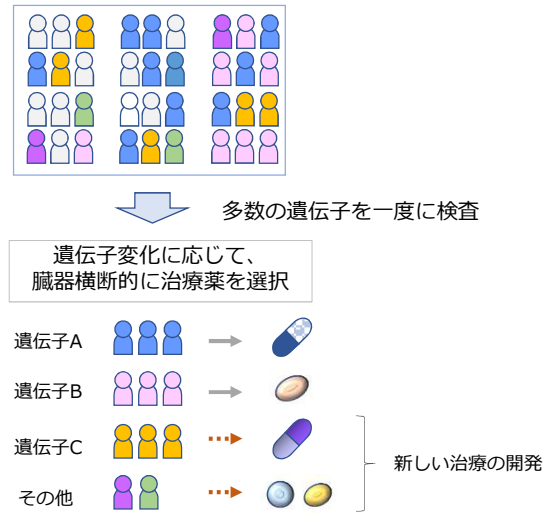 多数の遺伝子を一度に検査
遺伝子変化に応じて、
臓器横断的に治療薬を選択
遺伝子A
遺伝子B
遺伝子C
新しい治療の開発
その他